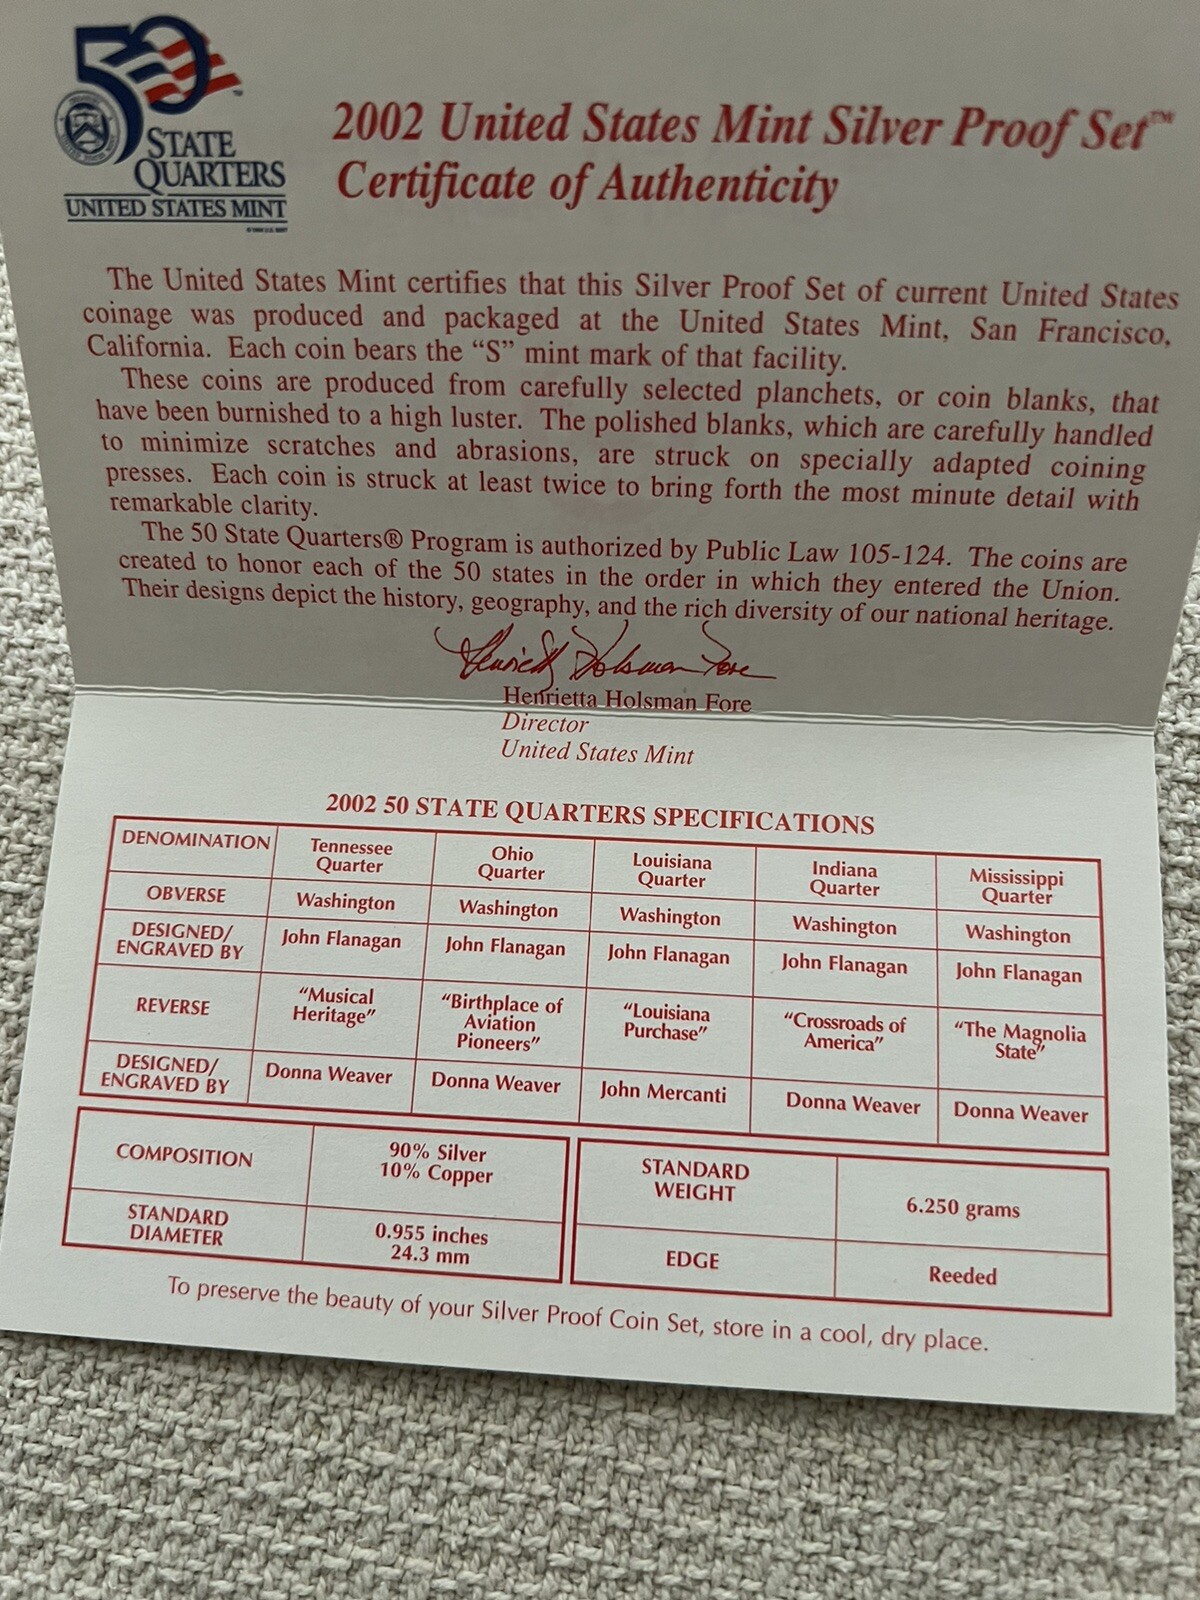 50
STATE
QUARTERS
UNITED STATES MINT
2002 United States Mint Silver Proof Set™
Certificate of Authenticity
The United States Mint certifies that this Silver Proof Set of current United States
coinage was produced and packaged at the United States Mint, San Francisco,
California. Each coin bears the “S” mint mark of that facility.
These coins are produced from carefully selected planchets, or coin blanks, that
have been burnished to a high luster. The polished blanks, which are carefully handled
to minimize scratches and abrasions, are struck on specially adapted coining
presses. Each coin is struck at least twice to bring forth the most minute detail with
remarkable clarity.
The 50 State Quarters® Program is authorized by Public Law 105-124. The coins are
created to honor each of the 50 states in the order in which they entered the Union.
Their designs depict the history, geography, and the rich diversity of our national heritage.
Henrietta Holsman Fore
Henrietta Holsman Fore
Director
United States Mint
2002 50 STATE QUARTERS SPECIFICATIONS
DENOMINATION Tennessee Quarter Ohio Quarter Louisiana Quarter Indiana Quarter Mississippi Quarter
OBVERSE Washington Washington Washington Washington Washington
DESIGNED/ ENGRAVED BY John Flanagan John Flanagan John Flanagan John Flanagan John Flanagan
REVERSE “Musical Heritage” “Birthplace of Aviation Pioneers” “Louisiana Purchase” “Crossroads of America” “The Magnolia State”
DESIGNED/ ENGRAVED BY Donna Weaver Donna Weaver John Mercanti Donna Weaver Donna Weaver
COMPOSITION 90% Silver 10% Copper
STANDARD DIAMETER 0.955 inches 24.3 mm
STANDARD WEIGHT 6.250 grams
EDGE Reeded
To preserve the beauty of your Silver Proof Coin Set, store in a cool, dry place.